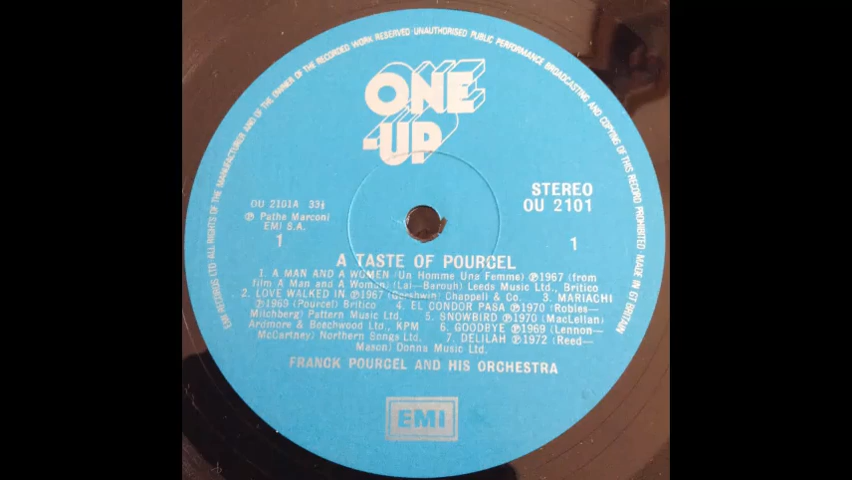 EMI RECORDS LTD ALL RIGHTS OF THE MANUFACTURER AND OF THE OWNER OF THE RECORDED WORK RESERVED UNAUTHORISED PUBLIC PERFORMANCE BROADCASTING AND COPYING OF THIS RECORD PROHIBITED MADE IN GT BRITAIN
ONE
-UP
STEREO
OU 2101
OU 2101A 33⅓
℗ Pathe Marconi
EMI S.A.
1
1
A TASTE OF POURCEL
1. A MAN AND A WOMEN (Un Homme Une Femme) ℗1967 (from
film A Man and A Woman) (Lai–Barouh) Leeds Music Ltd., Britico
2. LOVE WALKED IN ℗1967 (Gershwin) Chappell & Co. 3. MARIACHI
℗1969 (Pourcel) Britico 4. EL CONDOR PASA ℗1970 (Robles–
Milchberg) Pattern Music Ltd. 5. SNOWBIRD ℗1970 (MacLellan)
Ardmore & Beechwood Ltd., KPM 6. GOODBYE ℗1969 (Lennon–
McCartney) Northern Songs Ltd. 7. DELILAH ℗1972 (Reed–
Mason) Donna Music Ltd.
FRANCK POURCEL AND HIS ORCHESTRA
EMI